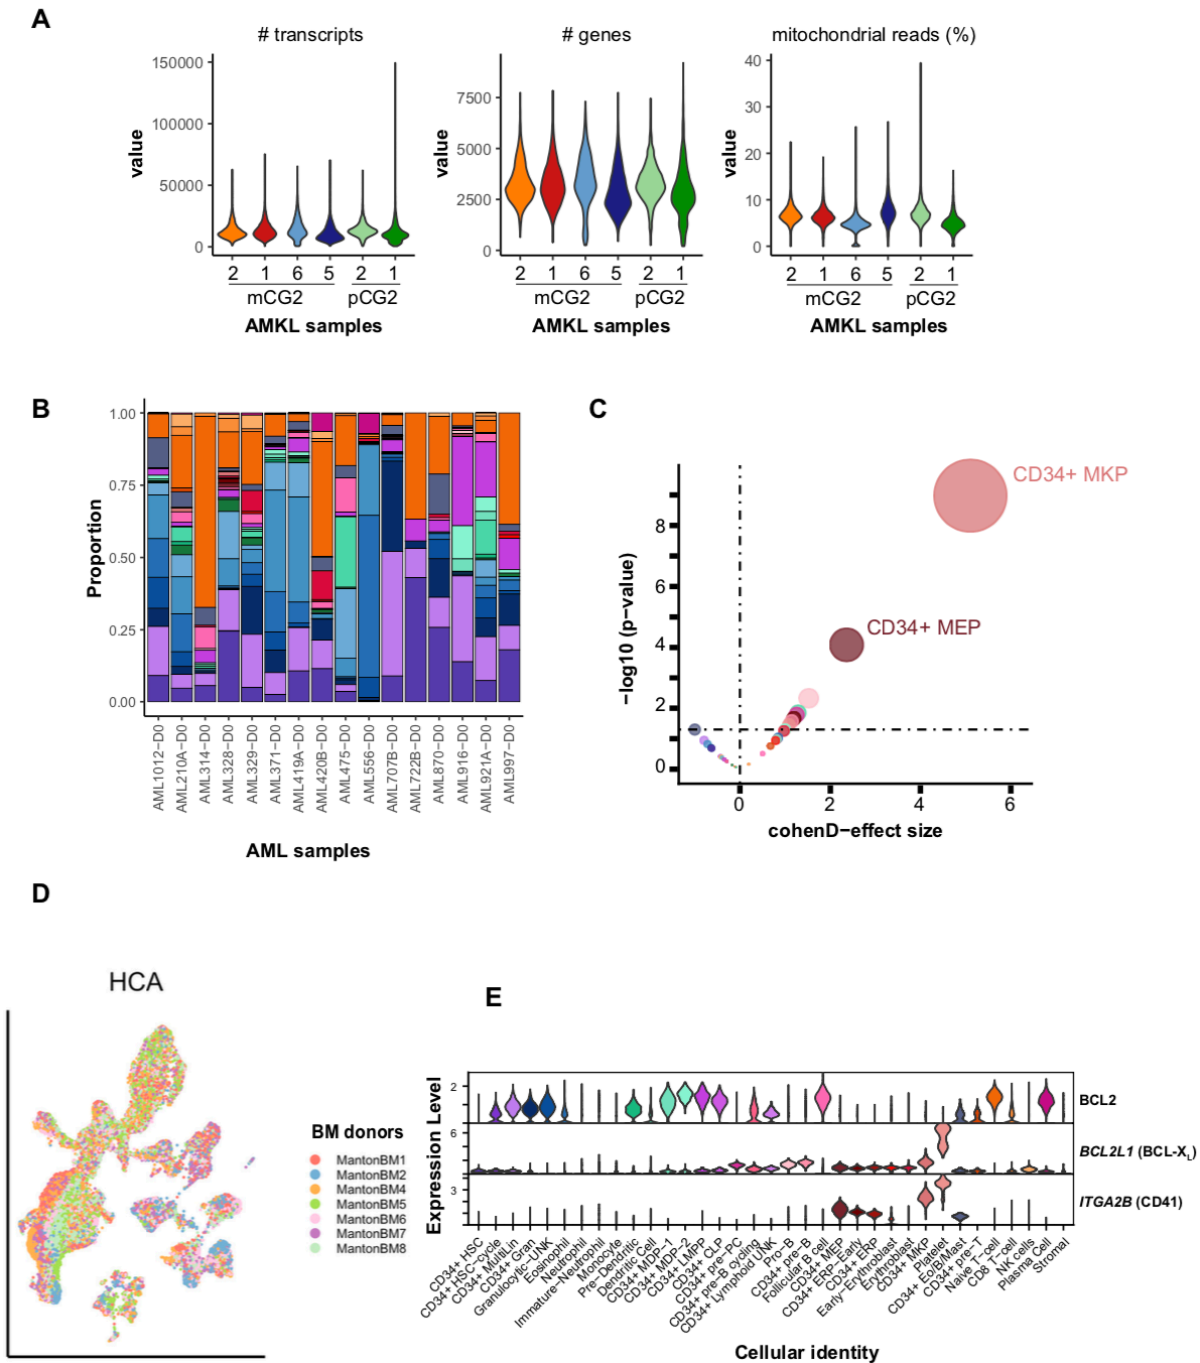 A
# transcripts
# genes
mitochondrial reads (%)
value
150000
100000
50000
0
2 1 6 5 2 1
mCG2 pCG2
AMKL samples
value
7500
5000
2500
0
2 1 6 5 2 1
mCG2 pCG2
AMKL samples
value
40
30
20
10
0
2 1 6 5 2 1
mCG2 pCG2
AMKL samples
B
Proportion
1.00
0.75
0.50
0.25
0.00
AML1012-D0
AML210A-D0
AML314-D0
AML328-D0
AML329-D0
AML371-D0
AML419A-D0
AML420B-D0
AML475-D0
AML556-D0
AML707B-D0
AML722B-D0
AML870-D0
AML916-D0
AML921A-D0
AML997-D0
AML samples
C
−log10 (p−value)
8
6
4
2
0
CD34+ MKP
CD34+ MEP
0 2 4 6
cohenD−effect size
D
HCA
BM donors
MantonBM1
MantonBM2
MantonBM4
MantonBM5
MantonBM6
MantonBM7
MantonBM8
E
Expression Level
2
6
3
BCL2
BCL2L1 (BCL-XL)
ITGA2B (CD41)
CD34+ HSC
CD34+ HSC-cycle
CD34+ MultiLin
CD34+ Gran
Granulocytic-UNK
Eosinophil
Neutrophil
Immature-Neutrophil
Monocyte
Pre-Dendritic
Dendritic Cell
CD34+ MDP-1
CD34+ MDP-2
CD34+ LMPP
CD34+ CLP
CD34+ pre-PC
CD34+ pre-B cycling
CD34+ Lymphoid UNK
Pro-B
CD34+ pre-B
Follicular B cell
CD34+ MEP
CD34+ ERP-Early
CD34+ ERP
Early-Erythroblast
Erythroblast
CD34+ MKP
Platelet
CD34+ Eo/B/Mast
CD34+ pre-T
Naive T-cell
CD8 T-cell
NK cells
Plasma Cell
Stromal
Cellular identity